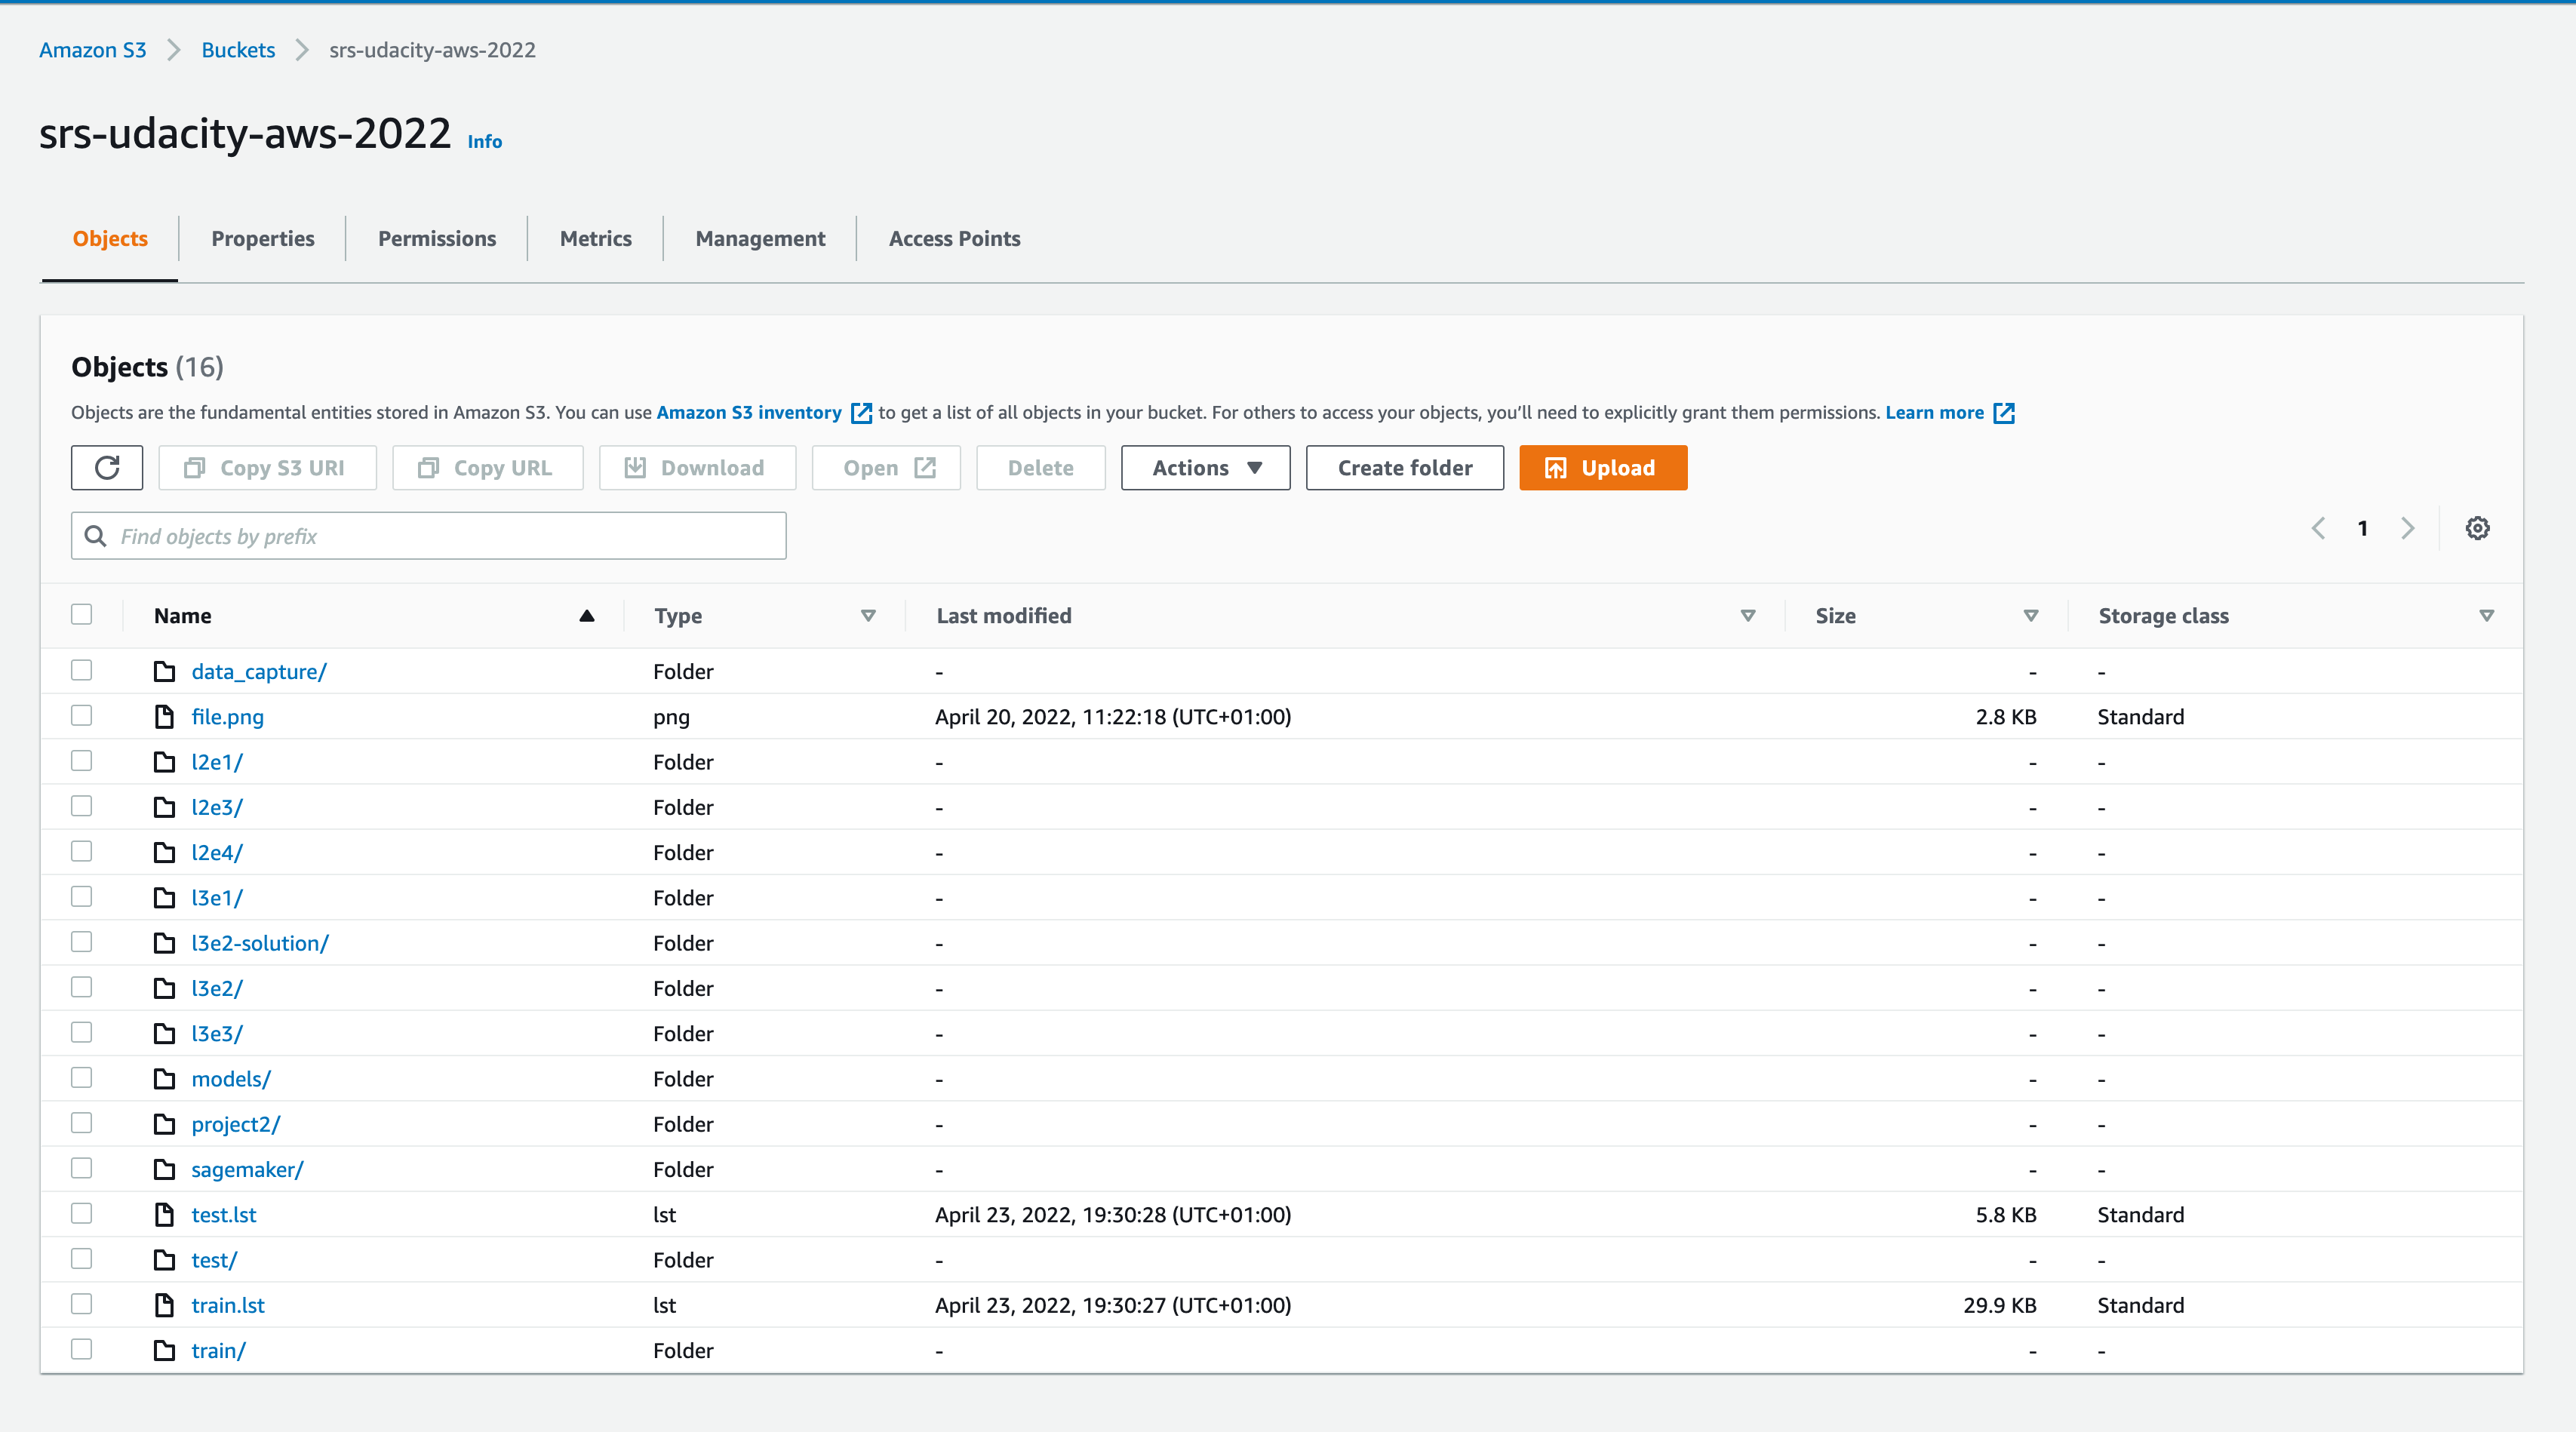 Amazon S3 Buckets srs-udacity-aws-2022
srs-udacity-aws-2022 Info
Objects Properties Permissions Metrics Management Access Points
Objects (16)
Objects are the fundamental entities stored in Amazon S3. You can use Amazon S3 inventory to get a list of all objects in your bucket. For others to access your objects, you’ll need to explicitly grant them permissions. Learn more
Copy S3 URI Copy URL Download Open Delete Actions Create folder Upload
Find objects by prefix 1
Name Type Last modified Size Storage class
data_capture/ Folder - - -
file.png png April 20, 2022, 11:22:18 (UTC+01:00) 2.8 KB Standard
l2e1/ Folder - - -
l2e3/ Folder - - -
l2e4/ Folder - - -
l3e1/ Folder - - -
l3e2-solution/ Folder - - -
l3e2/ Folder - - -
l3e3/ Folder - - -
models/ Folder - - -
project2/ Folder - - -
sagemaker/ Folder - - -
test.lst lst April 23, 2022, 19:30:28 (UTC+01:00) 5.8 KB Standard
test/ Folder - - -
train.lst lst April 23, 2022, 19:30:27 (UTC+01:00) 29.9 KB Standard
train/ Folder - - -